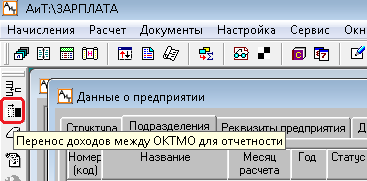 АиТ:\ЗАРПЛАТА
Начисления Расчет Документы Настройка Сервис
Данные о предприятии
Структура Подразделения Реквизиты предприятия
Перенос доходов между ОКТМО для отчетности
Номер (код) Название Месяц расчета Год Статус